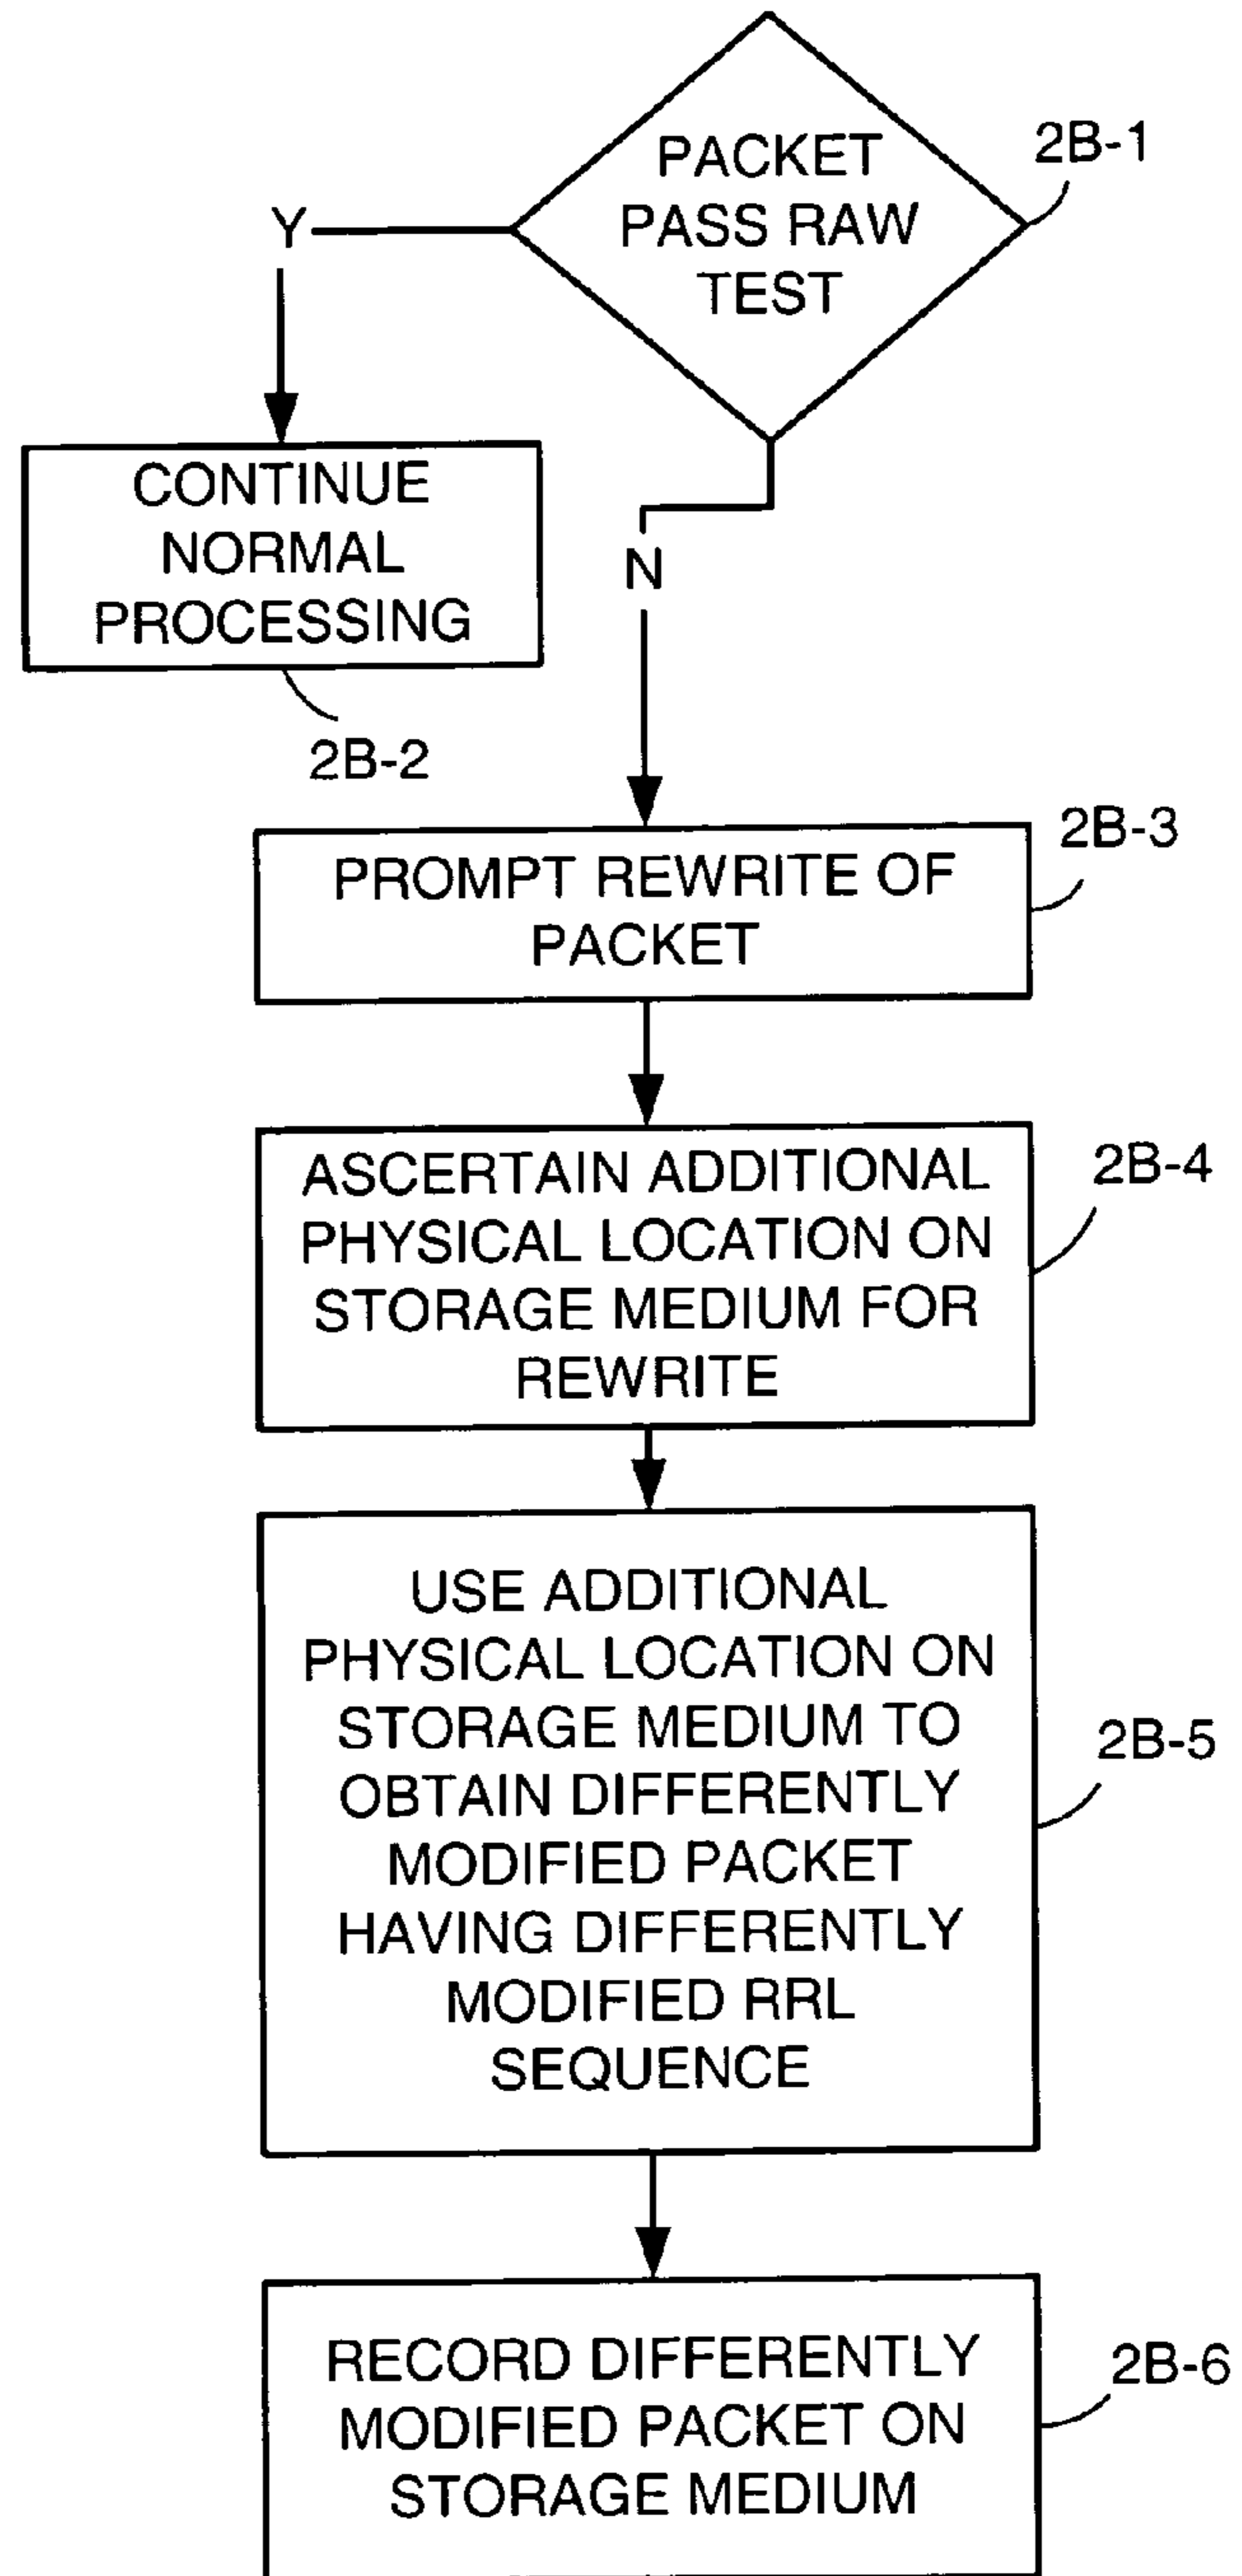 PACKET
PASS RAW
TEST
2B-1
Y
CONTINUE
NORMAL
PROCESSING
2B-2
N
PROMPT REWRITE OF
PACKET
2B-3
ASCERTAIN ADDITIONAL
PHYSICAL LOCATION ON
STORAGE MEDIUM FOR
REWRITE
2B-4
USE ADDITIONAL
PHYSICAL LOCATION ON
STORAGE MEDIUM TO
OBTAIN DIFFERENTLY
MODIFIED PACKET
HAVING DIFFERENTLY
MODIFIED RRL
SEQUENCE
2B-5
RECORD DIFFERENTLY
MODIFIED PACKET ON
STORAGE MEDIUM
2B-6